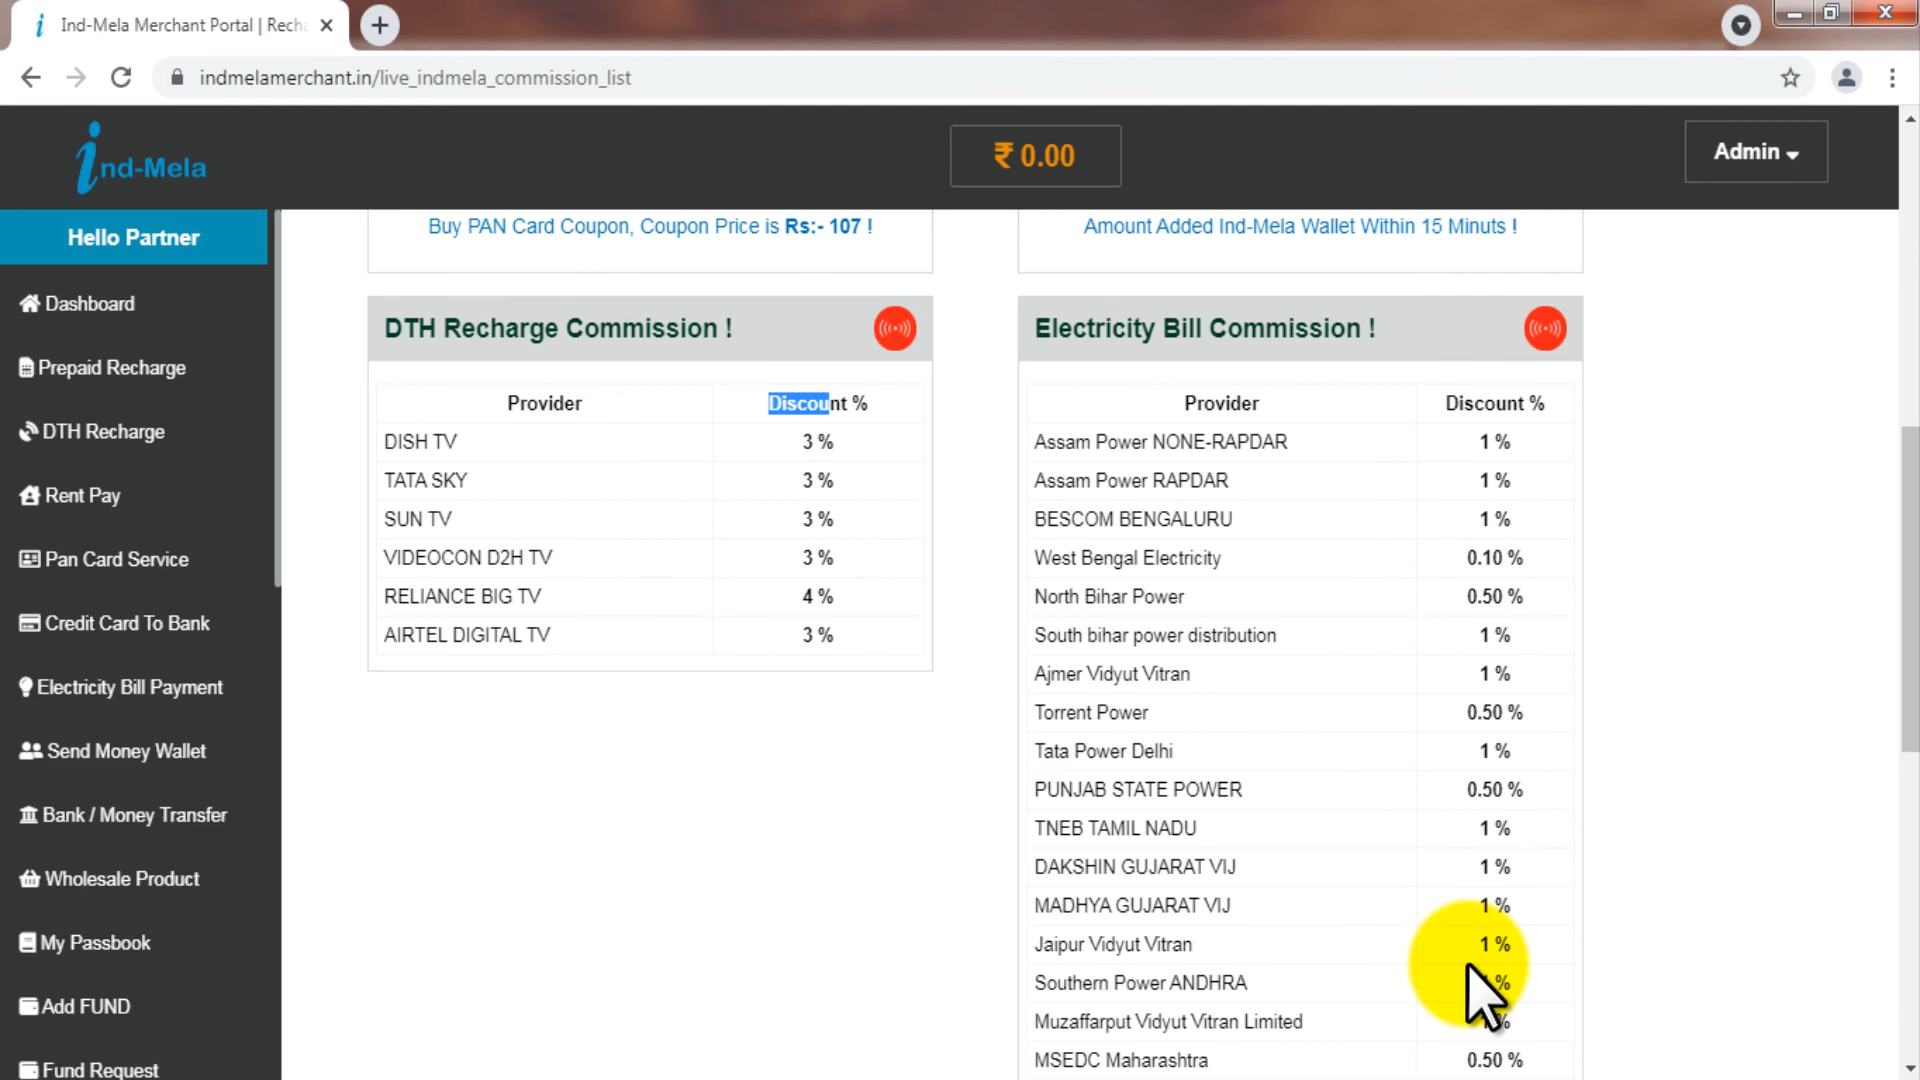 Ind-Mela Merchant Portal | Recha
indmelamerchant.in/live_indmela_commission_list
ind-Mela
₹ 0.00
Admin
Hello Partner
Dashboard
Prepaid Recharge
DTH Recharge
Rent Pay
Pan Card Service
Credit Card To Bank
Electricity Bill Payment
Send Money Wallet
Bank / Money Transfer
Wholesale Product
My Passbook
Add FUND
Fund Request
Buy PAN Card Coupon, Coupon Price is Rs:- 107 !
Amount Added Ind-Mela Wallet Within 15 Minuts !
DTH Recharge Commission !
Provider Discount %
DISH TV 3 %
TATA SKY 3 %
SUN TV 3 %
VIDEOCON D2H TV 3 %
RELIANCE BIG TV 4 %
AIRTEL DIGITAL TV 3 %
Electricity Bill Commission !
Provider Discount %
Assam Power NONE-RAPDAR 1 %
Assam Power RAPDAR 1 %
BESCOM BENGALURU 1 %
West Bengal Electricity 0.10 %
North Bihar Power 0.50 %
South bihar power distribution 1 %
Ajmer Vidyut Vitran 1 %
Torrent Power 0.50 %
Tata Power Delhi 1 %
PUNJAB STATE POWER 0.50 %
TNEB TAMIL NADU 1 %
DAKSHIN GUJARAT VIJ 1 %
MADHYA GUJARAT VIJ 1 %
Jaipur Vidyut Vitran 1 %
Southern Power ANDHRA %
Muzaffarput Vidyut Vitran Limited %
MSEDC Maharashtra 0.50 %